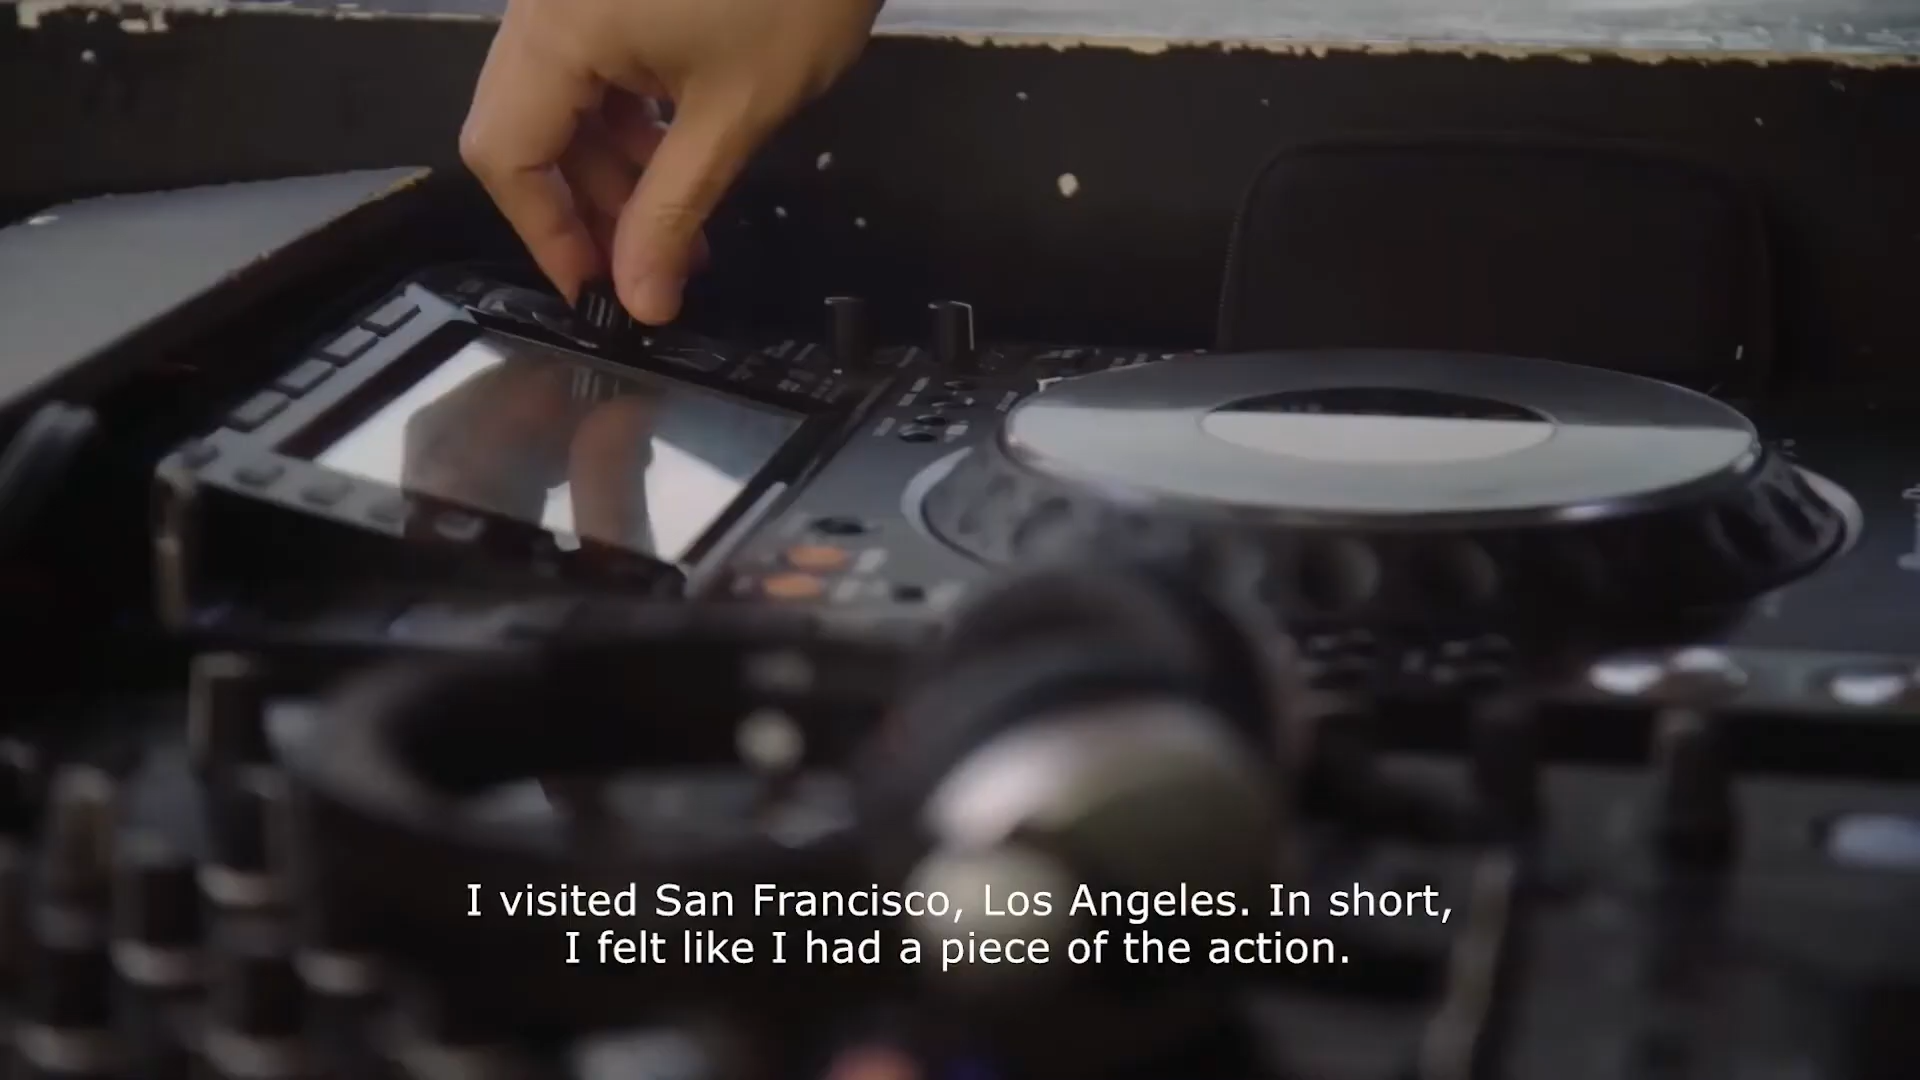 I visited San Francisco, Los Angeles. In short,
I felt like I had a piece of the action.